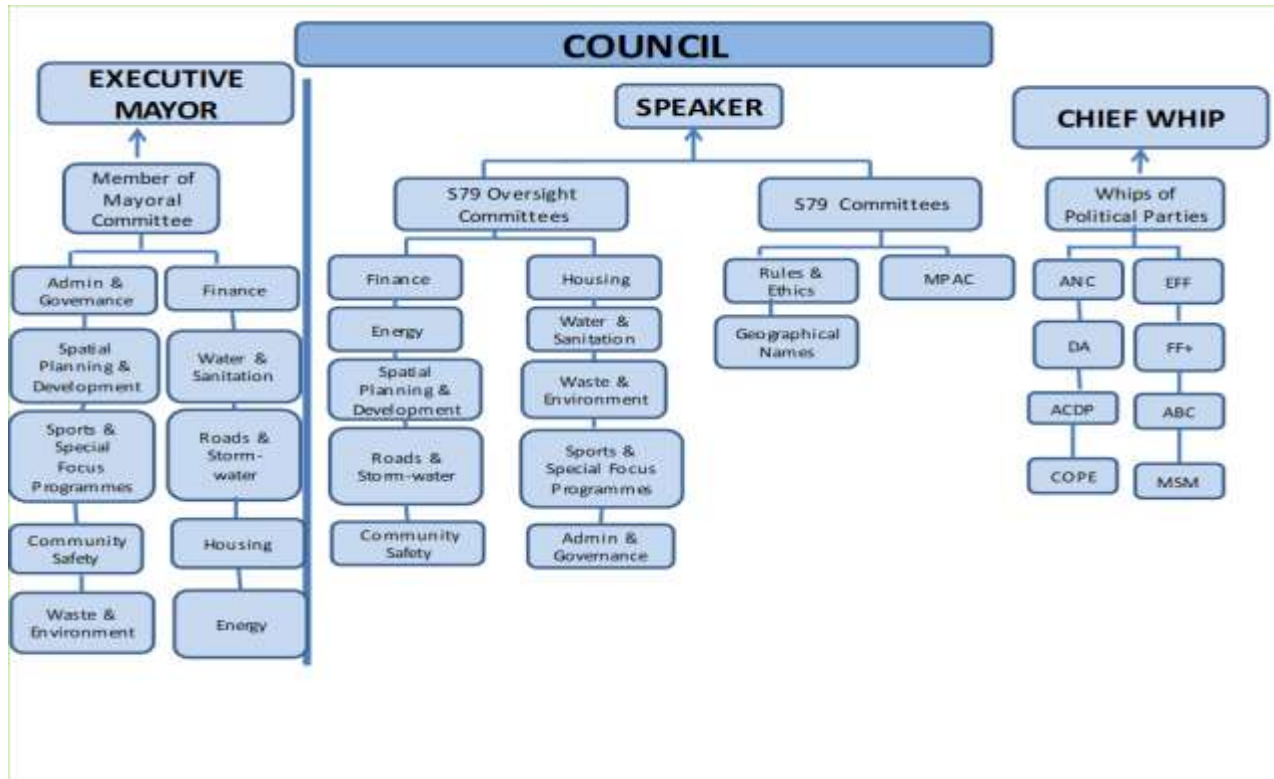 COUNCIL
EXECUTIVE
MAYOR
Member of
Mayoral
Committee
Admin &
Governance
Spatial
Planning &
Development
Sports &
Special
Focus
Programmes
Community
Safety
Waste &
Environment
Finance
Water &
Sanitation
Roads &
Storm-
water
Housing
Energy
SPEAKER
S79 Oversight
Committees
Finance
Energy
Spatial
Planning &
Development
Roads &
Storm-water
Community
Safety
Housing
Water &
Sanitation
Waste &
Environment
Sports &
Special Focus
Programmes
Admin &
Governance
S79 Committees
Rules &
Ethics
Geographical
Names
MPAC
CHIEF WHIP
Whips of
Political Parties
ANC
DA
ACDP
COPE
EFF
FF+
ABC
MSM